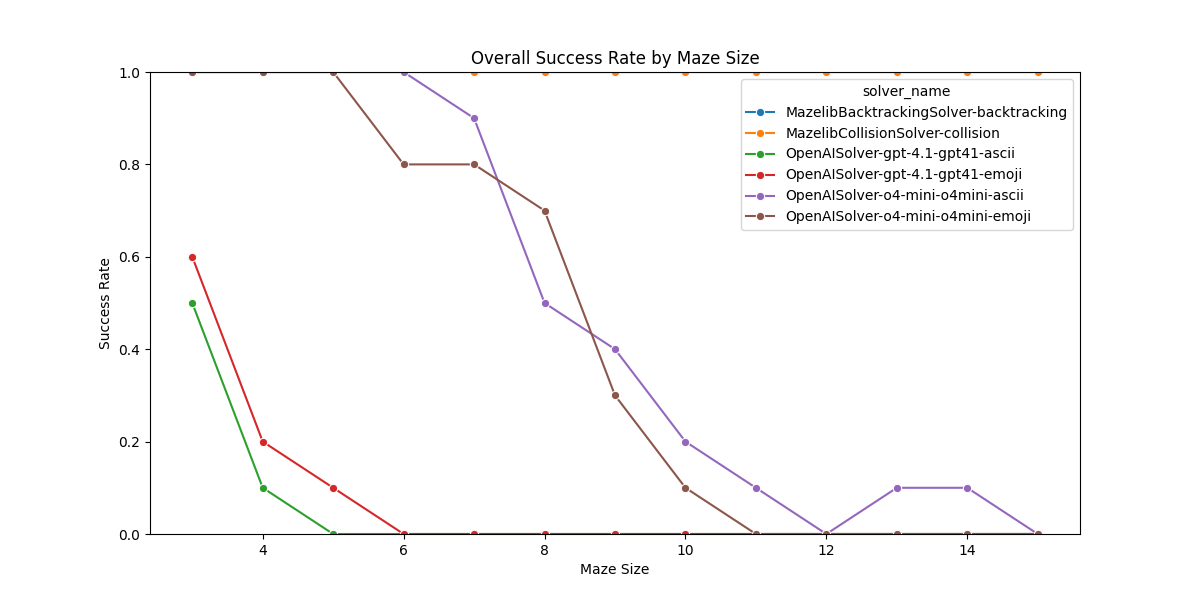 Overall Success Rate by Maze Size
1.0
0.8
0.6
0.4
0.2
0.0
Success Rate
solver_name
MazelibBacktrackingSolver-backtracking
MazelibCollisionSolver-collision
OpenAISolver-gpt-4.1-gpt41-ascii
OpenAISolver-gpt-4.1-gpt41-emoji
OpenAISolver-o4-mini-o4mini-ascii
OpenAISolver-o4-mini-o4mini-emoji
4 6 8 10 12 14
Maze Size